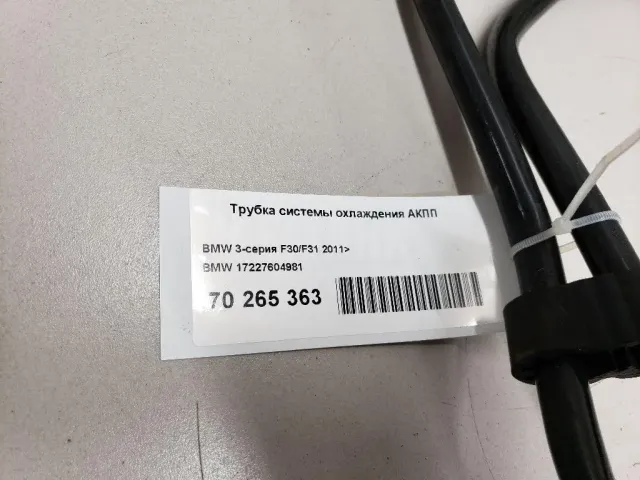 Трубка системы охлаждения АКПП
BMW 3-серия F30/F31 2011>
BMW 17227604981
70 265 363